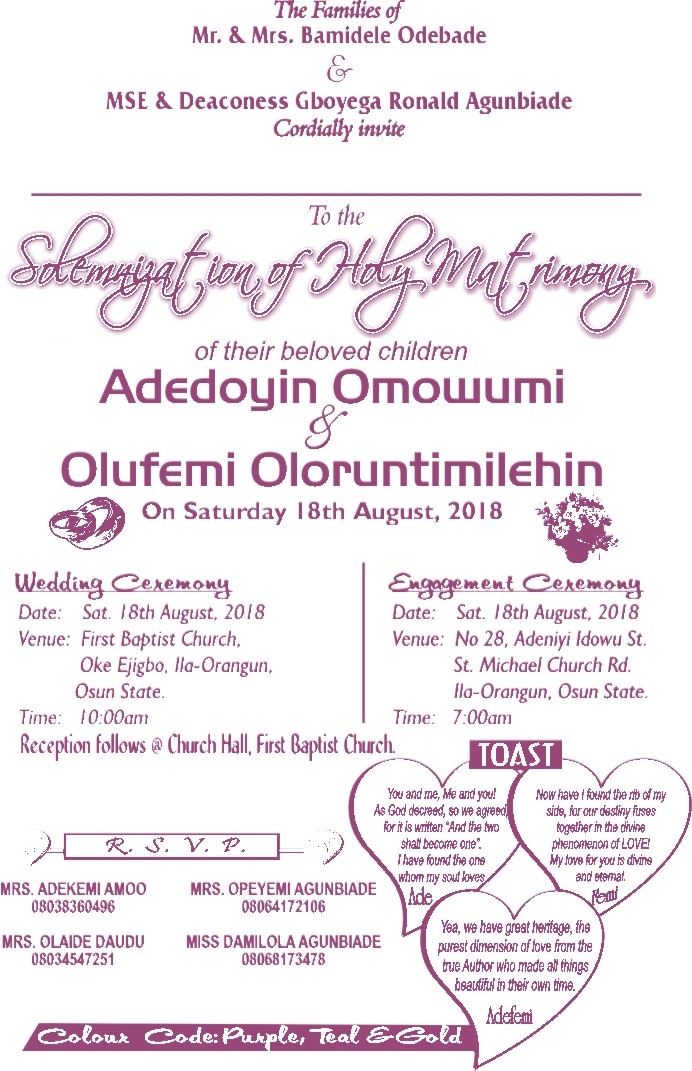 The Families of
Mr. & Mrs. Bamidele Odebade
&
MSE & Deaconess Gboyega Ronald Agunbiade
Cordially invite
To the
Solemnization of Holy Matrimony
of their beloved children
Adedoyin Omowumi
&
Olufemi Oloruntimilehin
On Saturday 18th August, 2018
Wedding Ceremony
Date: Sat. 18th August, 2018
Venue: First Baptist Church,
Oke Ejigbo, Ila-Orangun,
Osun State.
Time: 10:00am
Engagement Ceremony
Date: Sat. 18th August, 2018
Venue: No 28, Adeniyi Idowu St.
St. Michael Church Rd.
Ila-Orangun, Osun State.
Time: 7:00am
Reception follows @ Church Hall, First Baptist Church.
TOAST
You and me, Me and you!
As God decreed, so we agreed,
for it is written "And the two
shall become one".
I have found the one
whom my soul loves
Ade
Now have I found the rib of my
side, for our destiny fuses
together in the divine
phenomenon of LOVE!
My love for you is divine
and eternal.
Femi
Yea, we have great heritage, the
purest dimension of love from the
true Author who made all things
beautiful in their own time.
Adefemi
R. S. V. P.
MRS. ADEKEMI AMOO
08038360496
MRS. OPEYEMI AGUNBIADE
08064172106
MRS. OLAIDE DAUDU
08034547251
MISS DAMILOLA AGUNBIADE
08068173478
Colour Code: Purple, Teal & Gold